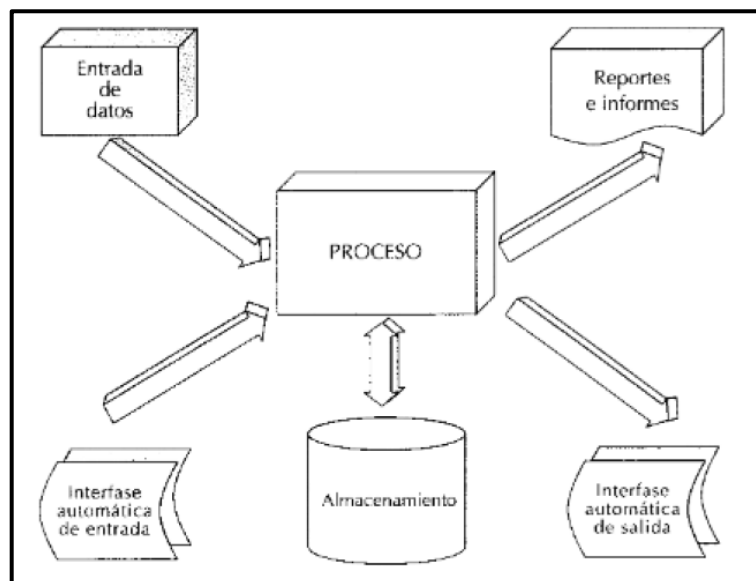 Entrada
de
datos
Reportes
e informes
PROCESO
Interfase
automática
de entrada
Almacenamiento
Interfase
automática
de salida